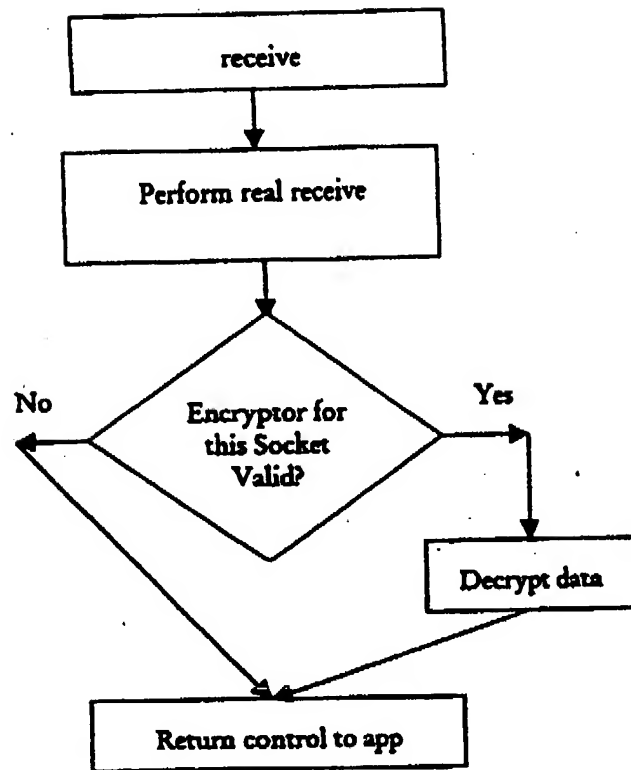 receive
Perform real receive
No
Yes
Encryptor for
this Socket
Valid?
Decrypt data
Return control to app